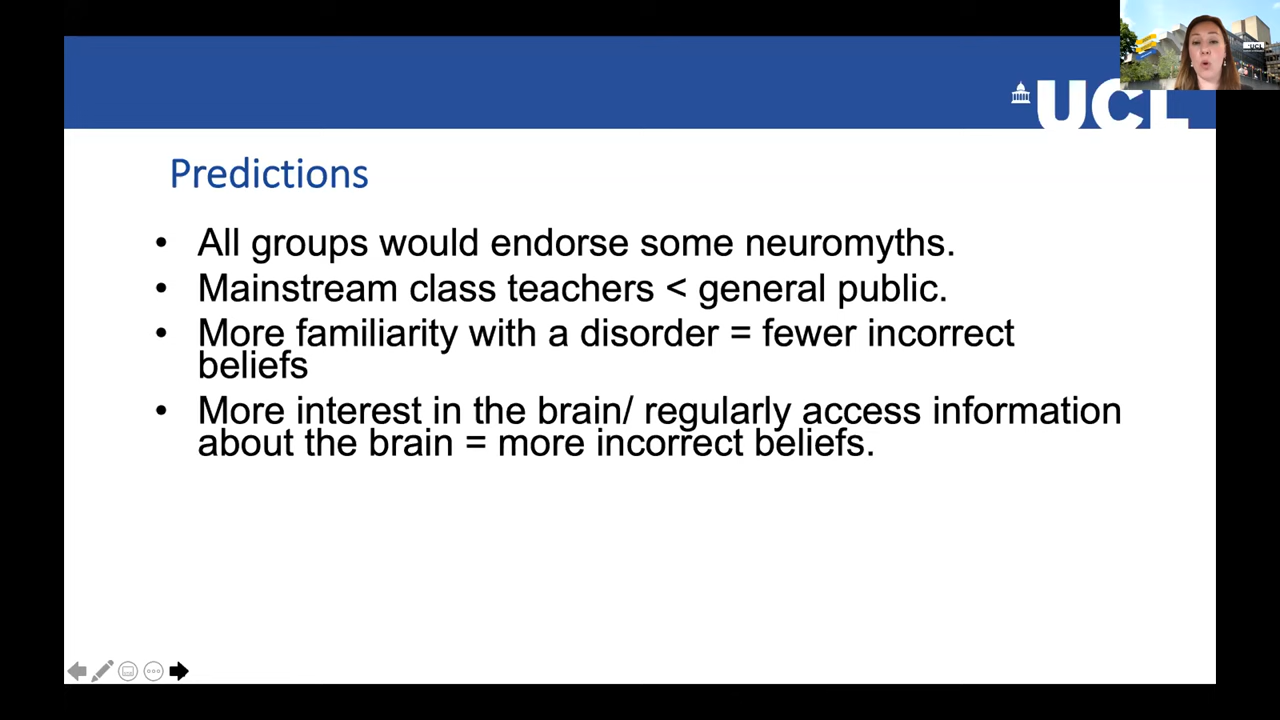 UCL
UCL
Predictions
• All groups would endorse some neuromyths.
• Mainstream class teachers < general public.
• More familiarity with a disorder = fewer incorrect
beliefs
• More interest in the brain/ regularly access information
about the brain = more incorrect beliefs.